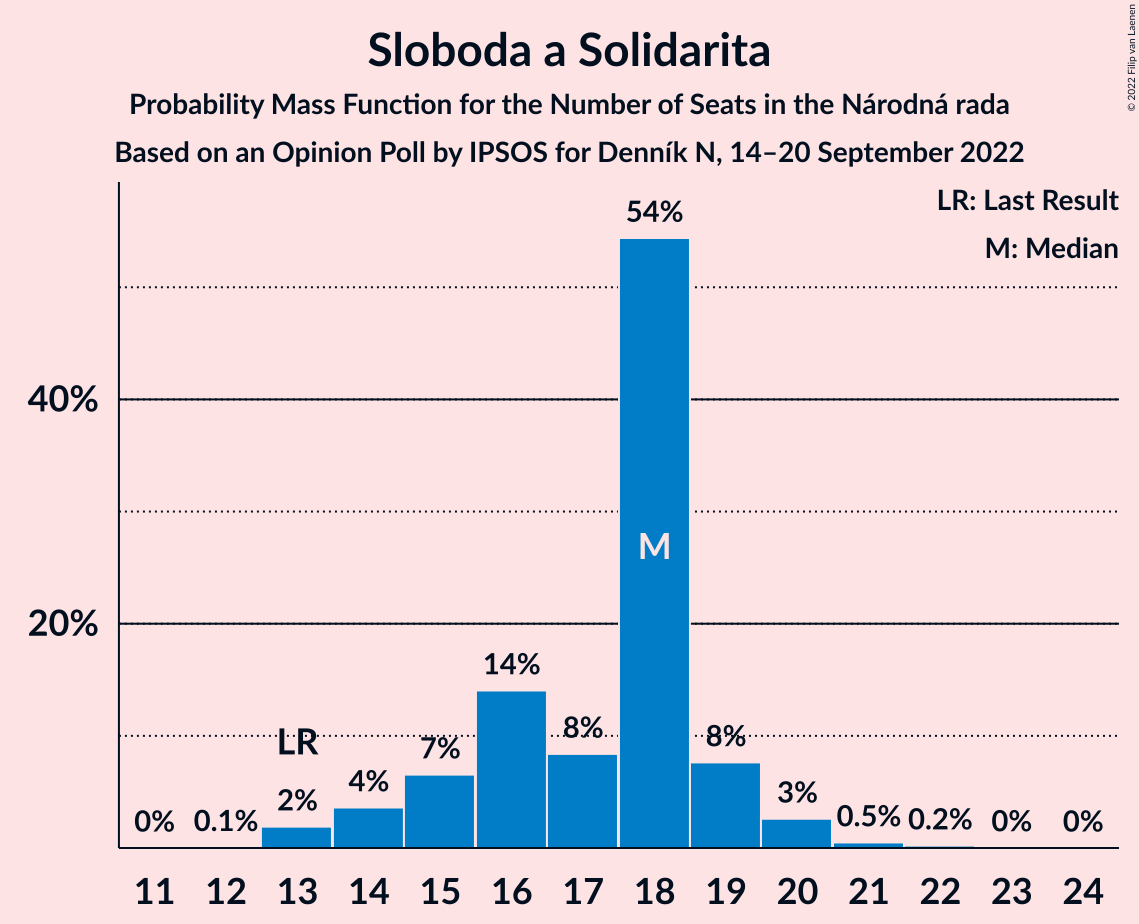 Sloboda a Solidarita
Probability Mass Function for the Number of Seats in the Národná rada
Based on an Opinion Poll by IPSOS for Denník N, 14–20 September 2022
© 2022 Filip van Laenen
LR: Last Result
M: Median
54%
40%
M
20%
14%
LR
8%
8%
7%
4%
3%
2%
0%
0.1%
0.5%
0.2%
0%
0%
11 12 13 14 15 16 17 18 19 20 21 22 23 24